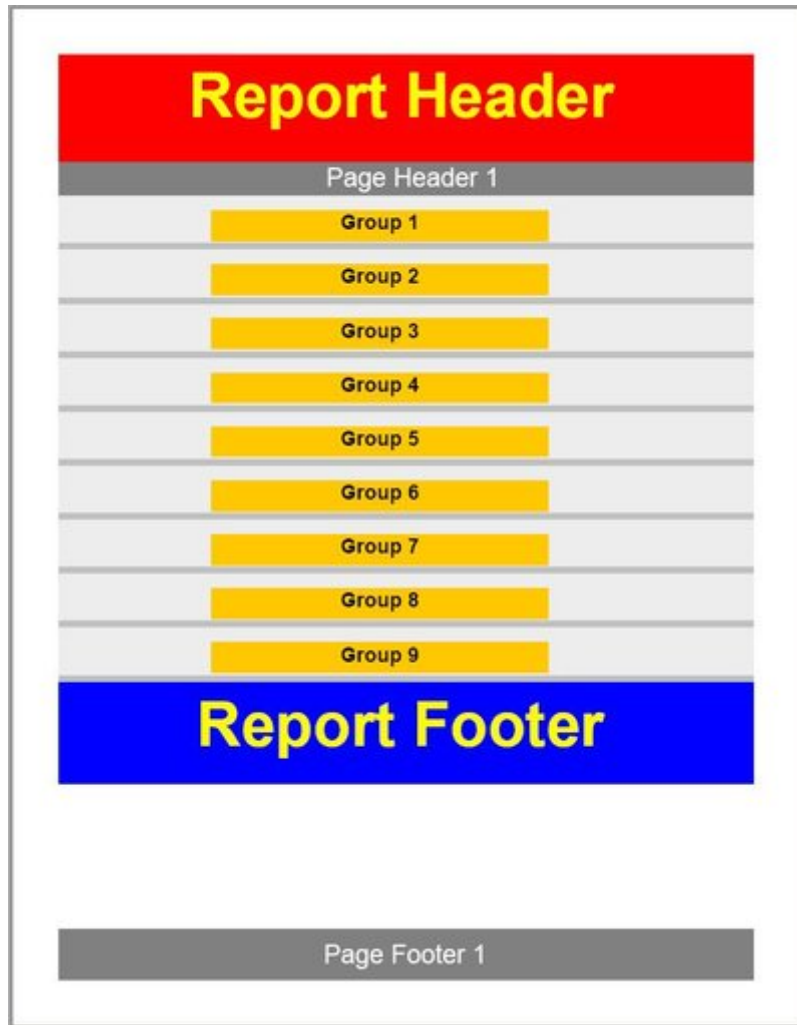 Report Header
Page Header 1
Group 1
Group 2
Group 3
Group 4
Group 5
Group 6
Group 7
Group 8
Group 9
Report Footer
Page Footer 1